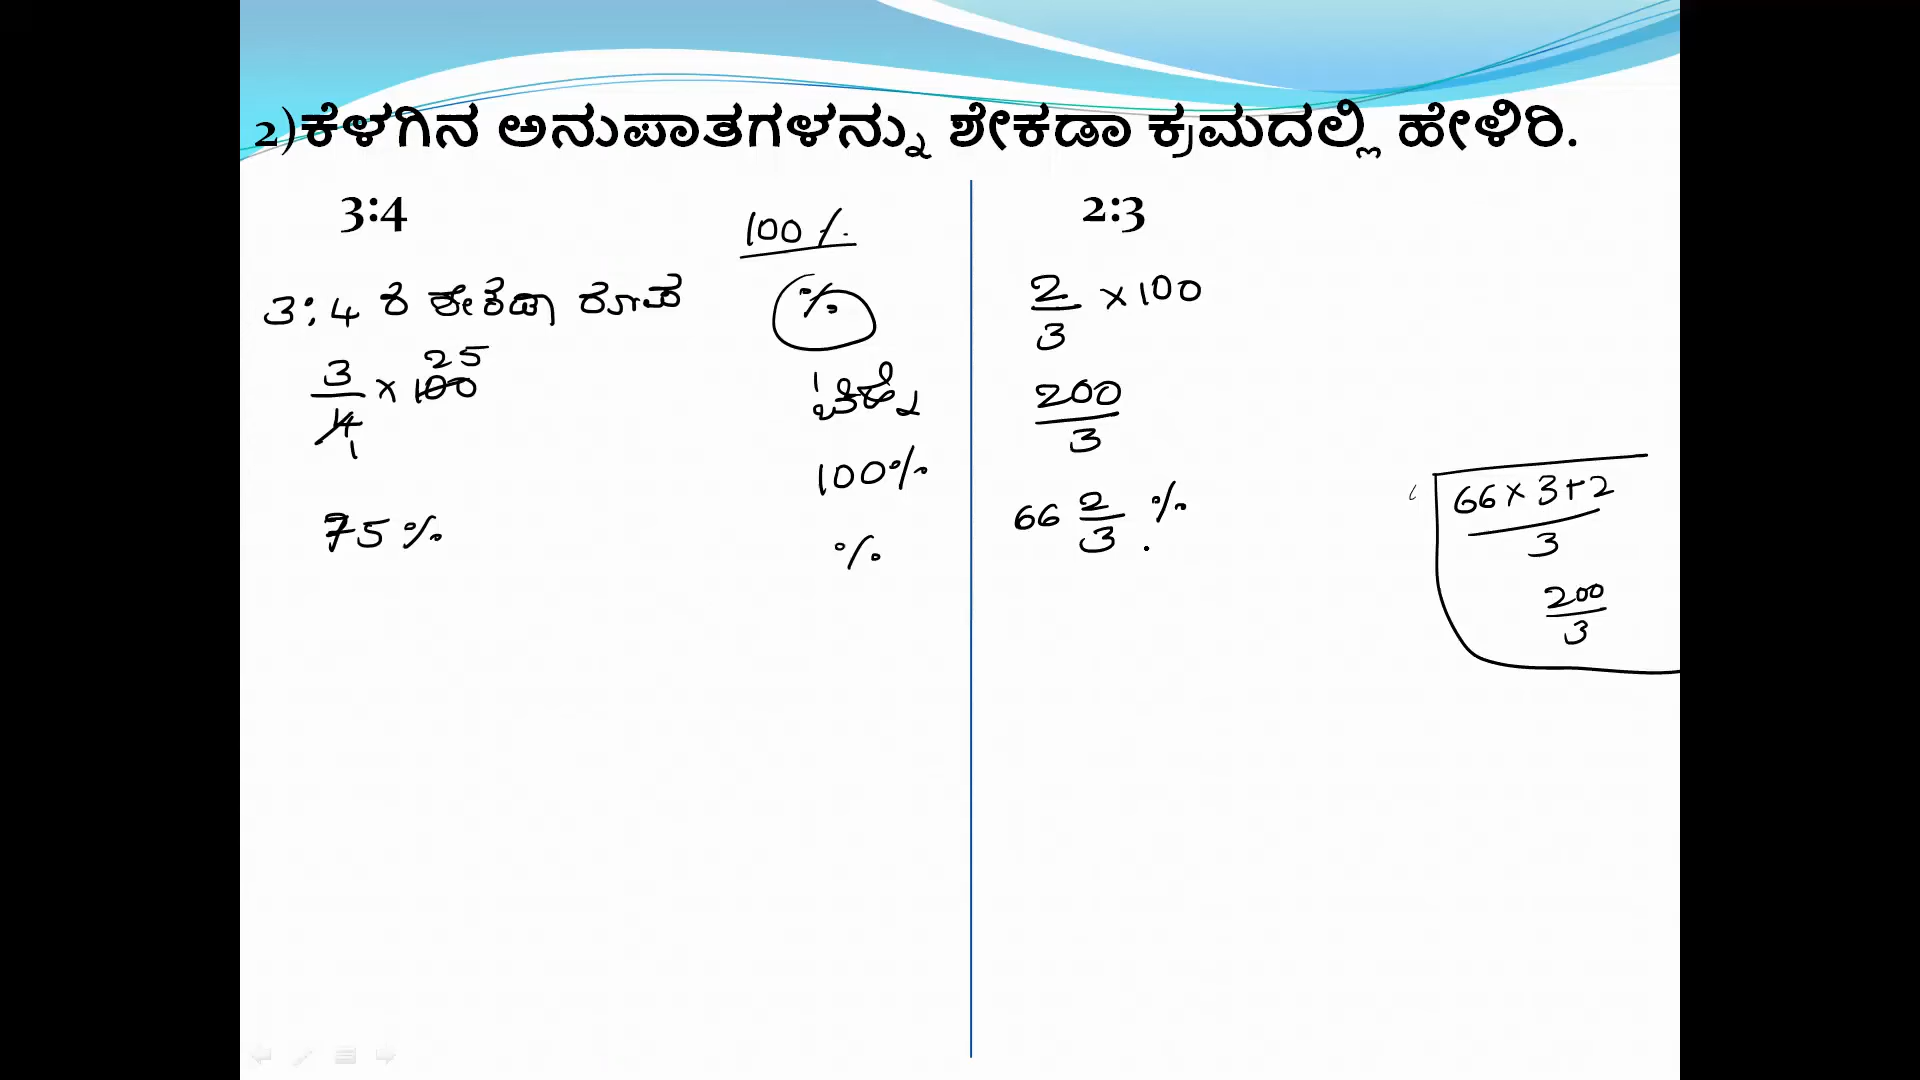 2)ಕೆಳಗಿನ ಅನುಪಾತಗಳನ್ನು ಶೇಕಡಾ ಕ್ರಮದಲ್ಲಿ ಹೇಳಿರಿ.
3:4
100 %
3:4 ರ ಶೇಕಡಾ ರೂಪ
%
25
3/4 × 100
1
ಚಿಹ್ನೆ
100%
75 %
%
2:3
2/3 × 100
200/3
66 2/3 %
66 × 3 + 2
3
200/3